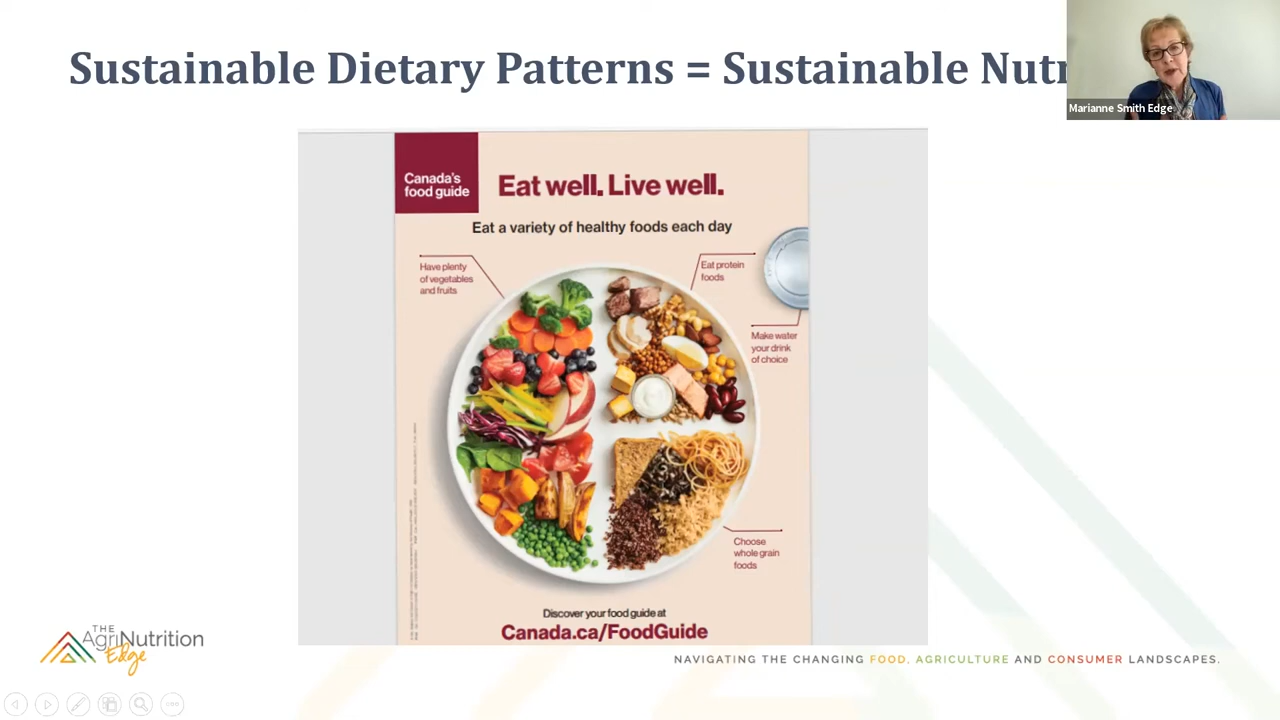 Sustainable Dietary Patterns = Sustainable
Marianne Smith Edge
Canada's
food guide
Eat well. Live well.
Eat a variety of healthy foods each day
Have plenty
of vegetables
and fruits
Eat protein
foods
Make water
your drink
of choice
Choose
whole grain
foods
Discover your food guide at
Canada.ca/FoodGuide
THE
AgriNutrition
Edge
NAVIGATING THE CHANGING FOOD, AGRICULTURE AND CONSUMER LANDSCAPES.